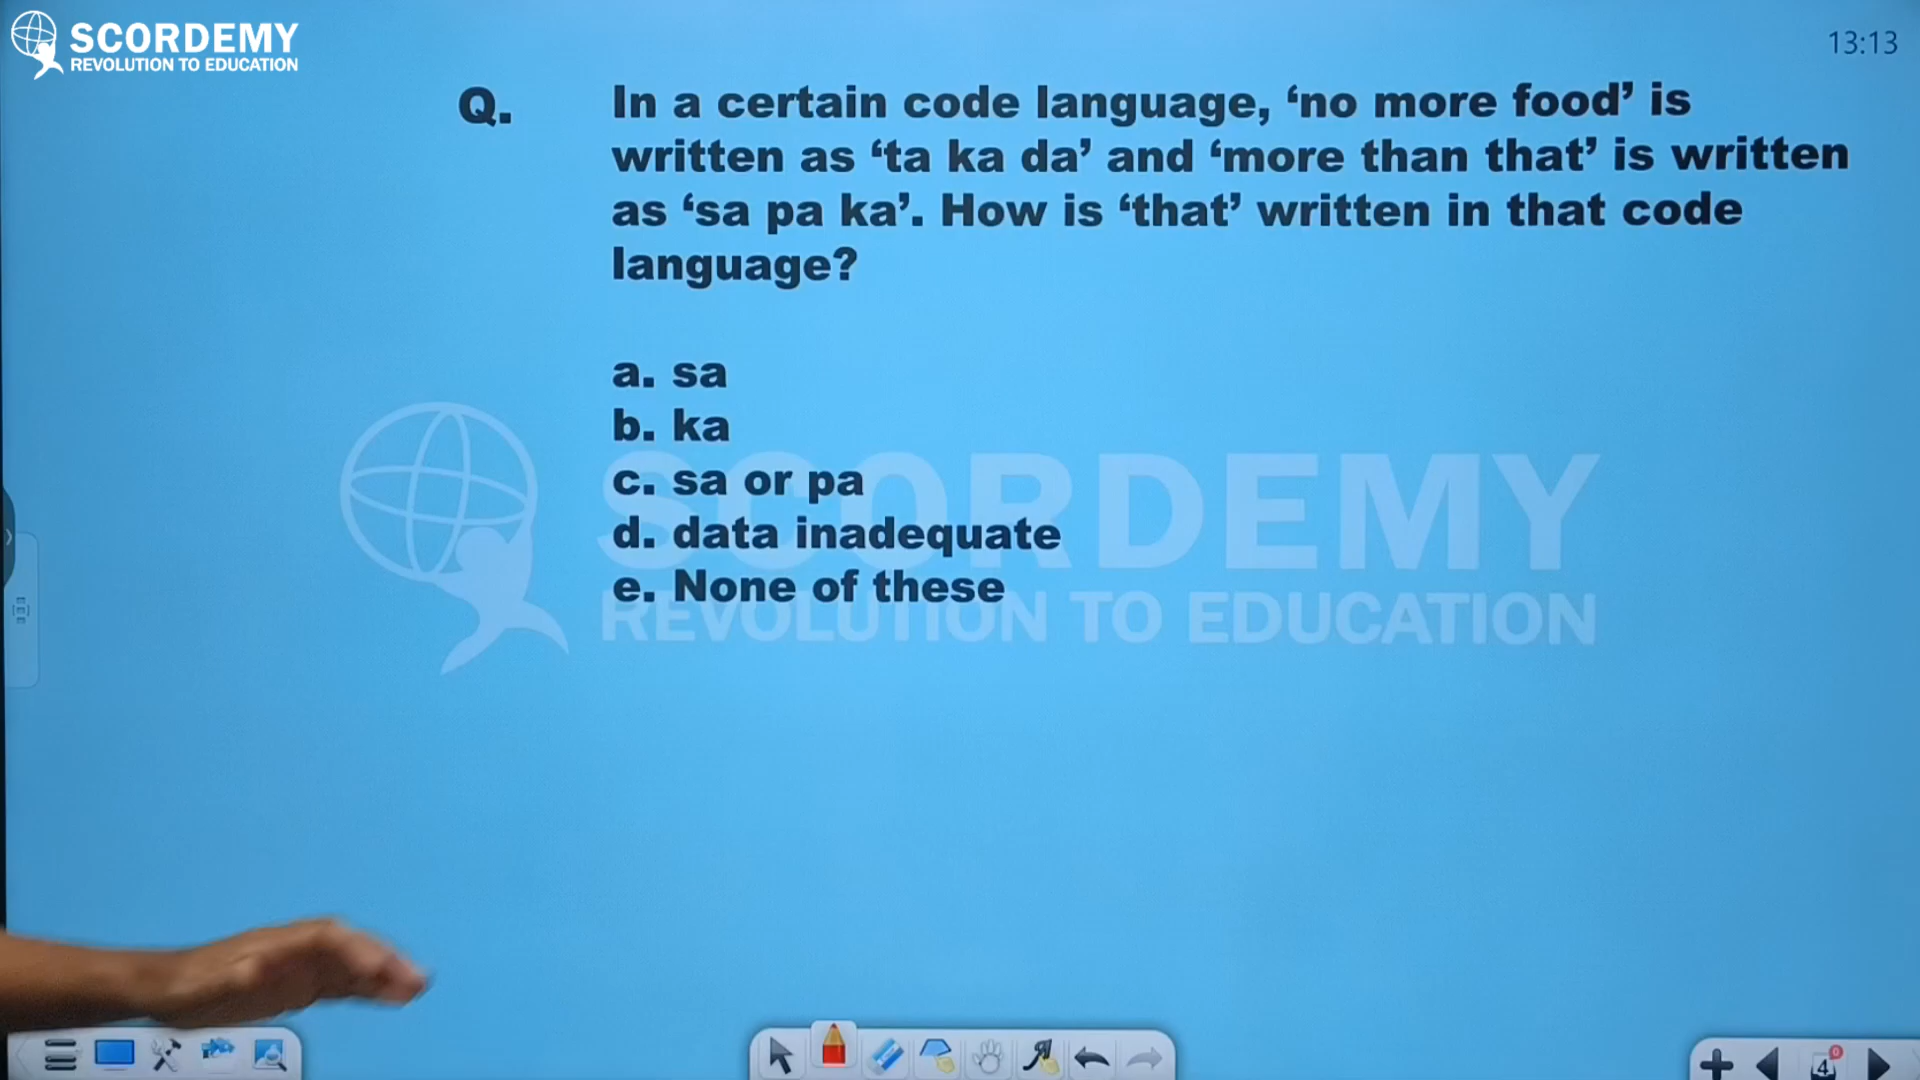 SCORDEMY
REVOLUTION TO EDUCATION
13:13
Q. In a certain code language, ‘no more food’ is
written as ‘ta ka da’ and ‘more than that’ is written
as ‘sa pa ka’. How is ‘that’ written in that code
language?
a. sa
b. ka
c. sa or pa
d. data inadequate
e. None of these
SCORDEMY
REVOLUTION TO EDUCATION
4
0